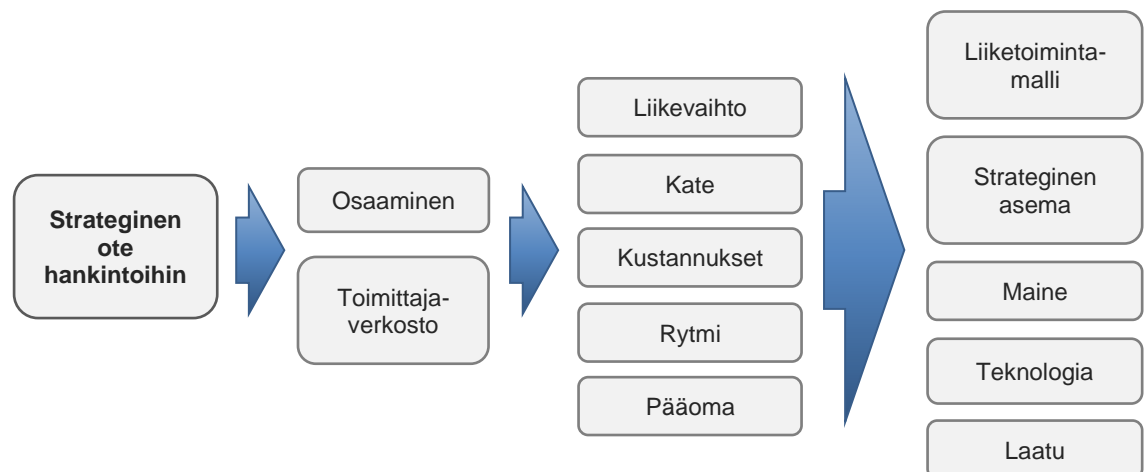 Strateginen
ote
hankintoihin
Osaaminen
Toimittaja-
verkosto
Liikevaihto
Kate
Kustannukset
Rytmi
Pääoma
Liiketoiminta-
malli
Strateginen
asema
Maine
Teknologia
Laatu